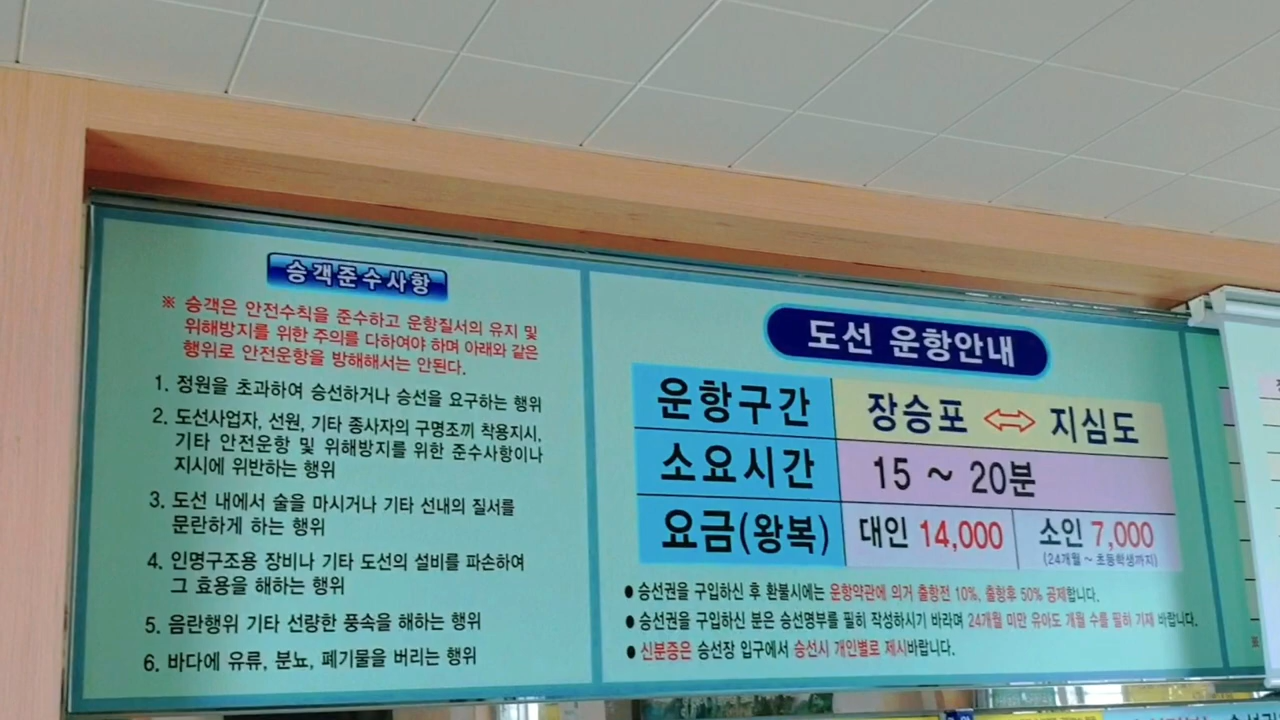 승객준수사항
※ 승객은 안전수칙을 준수하고 운항질서의 유지 및
위해방지를 위한 주의를 다하여야 하며 아래와 같은
행위로 안전운항을 방해해서는 안된다.
1. 정원을 초과하여 승선하거나 승선을 요구하는 행위
2. 도선사업자, 선원, 기타 종사자의 구명조끼 착용지시,
기타 안전운항 및 위해방지를 위한 준수사항이나
지시에 위반하는 행위
3. 도선 내에서 술을 마시거나 기타 선내의 질서를
문란하게 하는 행위
4. 인명구조용 장비나 기타 도선의 설비를 파손하여
그 효용을 해하는 행위
5. 음란행위 기타 선량한 풍속을 해하는 행위
6. 바다에 유류, 분뇨, 폐기물을 버리는 행위
도선 운항안내
운항구간 장승포 ⇔ 지심도
소요시간 15 ~ 20분
요금(왕복) 대인 14,000 소인 7,000
(24개월 ~ 초등학생까지)
● 승선권을 구입하신 후 환불시에는 운항약관에 의거 출항전 10%, 출항후 50% 공제합니다.
● 승선권을 구입하신 분은 승선명부를 필히 작성하시기 바라며 24개월 미만 유아도 개월 수를 필히 기재 바랍니다.
● 신분증은 승선장 입구에서 승선시 개인별로 제시바랍니다.